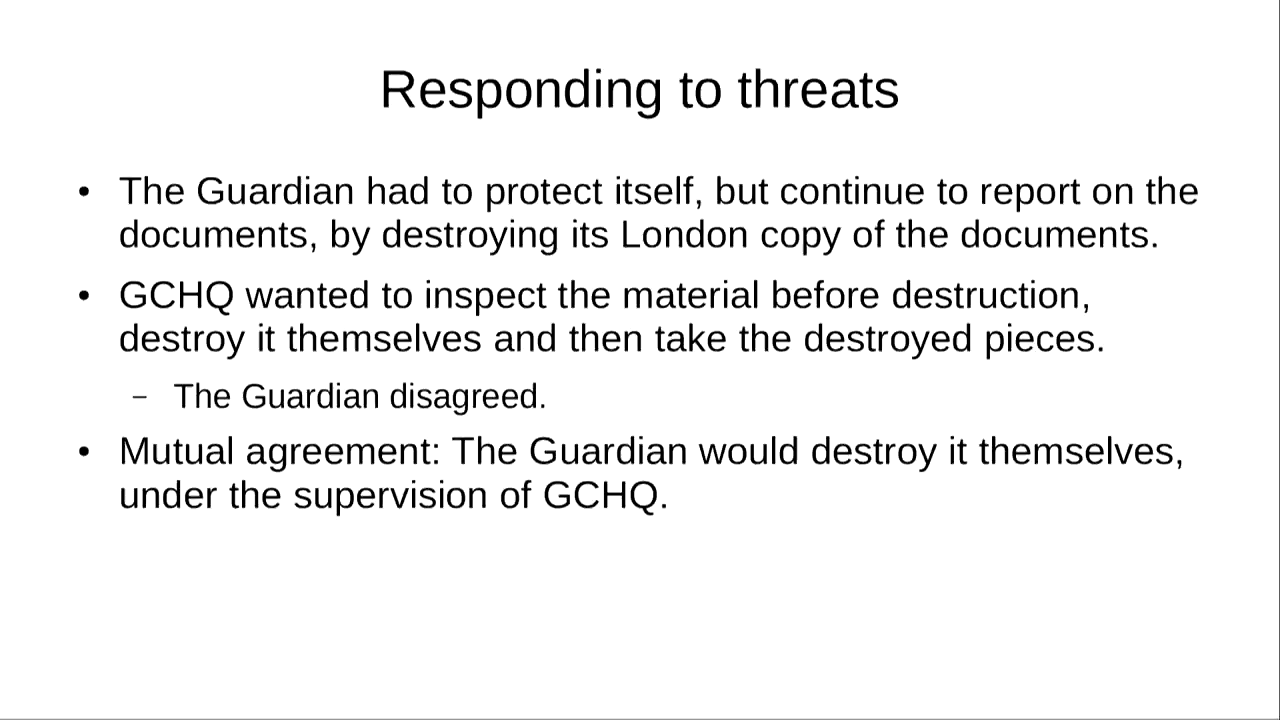 Responding to threats
• The Guardian had to protect itself, but continue to report on the
documents, by destroying its London copy of the documents.
• GCHQ wanted to inspect the material before destruction,
destroy it themselves and then take the destroyed pieces.
– The Guardian disagreed.
• Mutual agreement: The Guardian would destroy it themselves,
under the supervision of GCHQ.